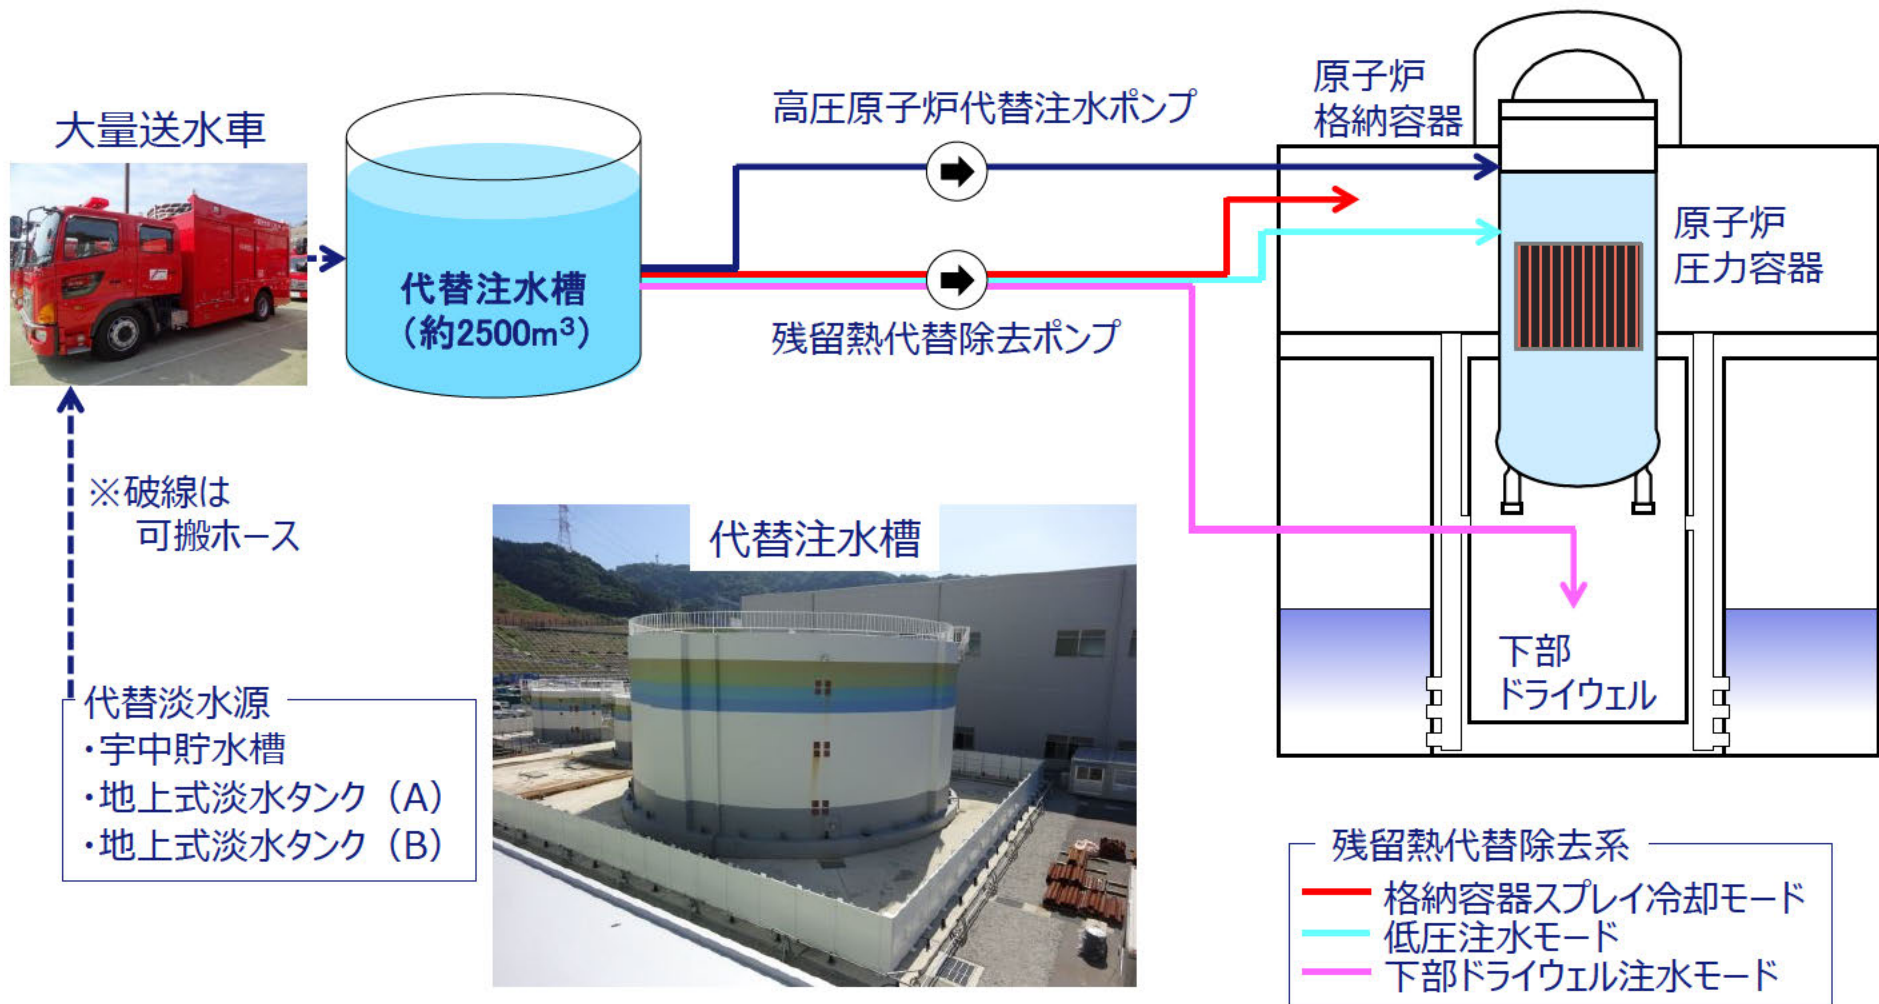 大量送水車
代替注水槽
（約2500m³）
高圧原子炉代替注水ポンプ
残留熱代替除去ポンプ
原子炉
格納容器
原子炉
圧力容器
下部
ドライウェル
※破線は
可搬ホース
代替淡水源
・宇中貯水槽
・地上式淡水タンク（A）
・地上式淡水タンク（B）
代替注水槽
残留熱代替除去系
格納容器スプレイ冷却モード
低圧注水モード
下部ドライウェル注水モード